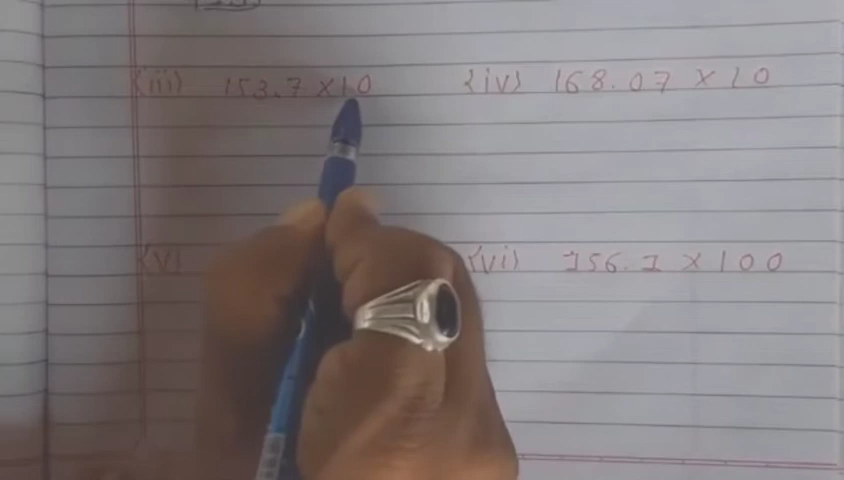 (iii) 153.7 × 10 (iv) 168.07 × 10
(v) (vi) 156.1 × 100